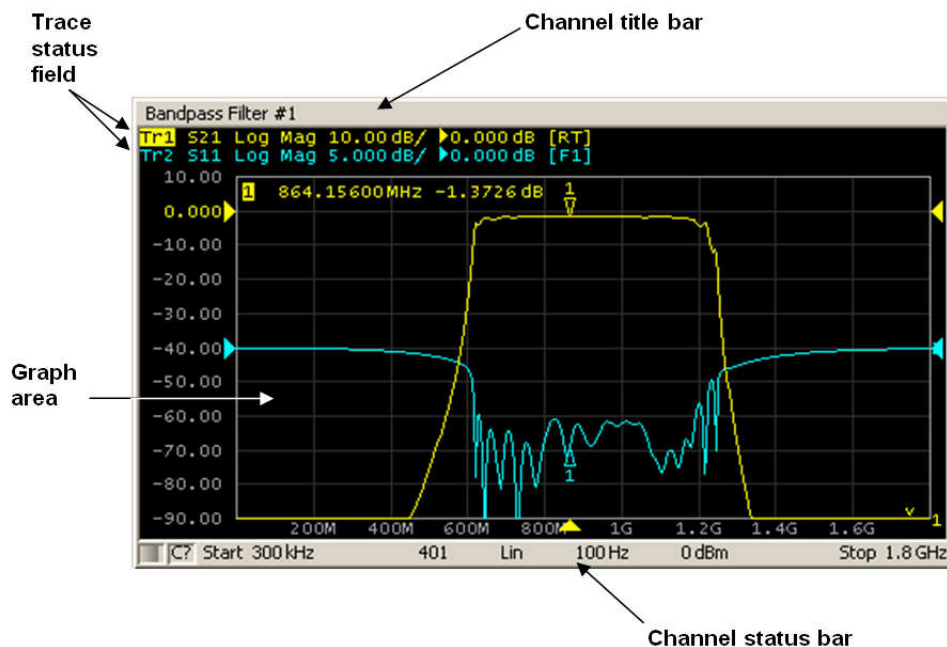 Trace status field
Channel title bar
Bandpass Filter #1
Tr1 S21 Log Mag 10.00dB/ ▶0.000dB [RT]
Tr2 S11 Log Mag 5.000dB/ ▶0.000dB [F1]
10.00
1 864.15600MHz -1.3726dB
1
0.000
-10.00
-20.00
-30.00
-40.00
-50.00
-60.00
-70.00
-80.00
-90.00
1
Graph area
200M 400M 600M 800M 1G 1.2G 1.4G 1.6G
1
C? Start 300 kHz 401 Lin 100 Hz 0 dBm Stop 1.8 GHz
Channel status bar